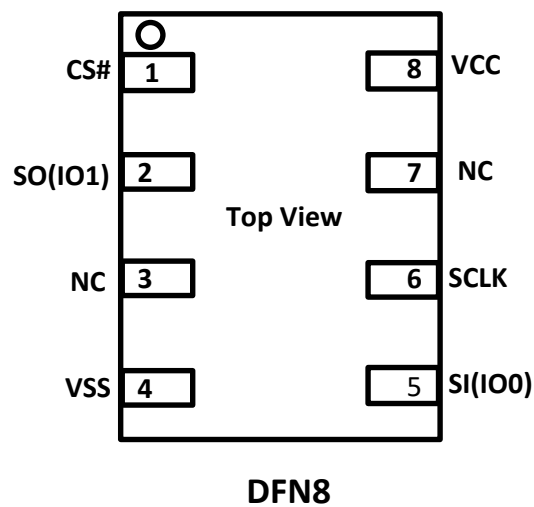 CS# 1 8 VCC
SO(IO1) 2 7 NC
Top View
NC 3 6 SCLK
VSS 4 5 SI(IO0)
DFN8